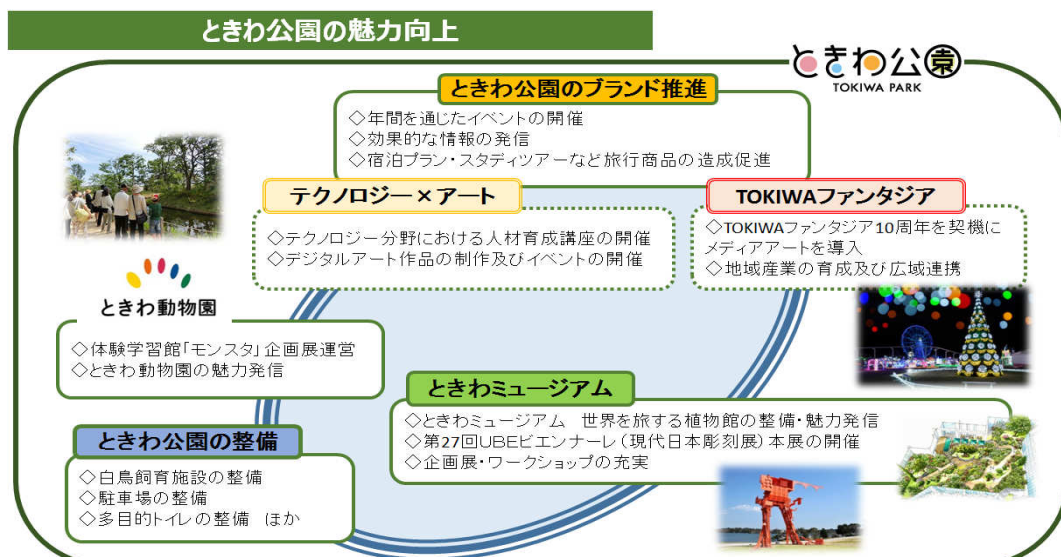 ときわ公園の魅力向上
ときわ公園
TOKIWA PARK
ときわ公園のブランド推進
◇年間を通じたイベントの開催
◇効果的な情報の発信
◇宿泊プラン・スタディツアーなど旅行商品の造成促進
テクノロジー×アート
◇テクノロジー分野における人材育成講座の開催
◇デジタルアート作品の制作及びイベントの開催
TOKIWAファンタジア
◇TOKIWAファンタジア10周年を契機に
メディアアートを導入
◇地域産業の育成及び広域連携
ときわ動物園
◇体験学習館「モンスタ」企画展運営
◇ときわ動物園の魅力発信
ときわミュージアム
◇ときわミュージアム　世界を旅する植物館の整備・魅力発信
◇第27回UBEビエンナーレ（現代日本彫刻展）本展の開催
◇企画展・ワークショップの充実
ときわ公園の整備
◇白鳥飼育施設の整備
◇駐車場の整備
◇多目的トイレの整備　ほか